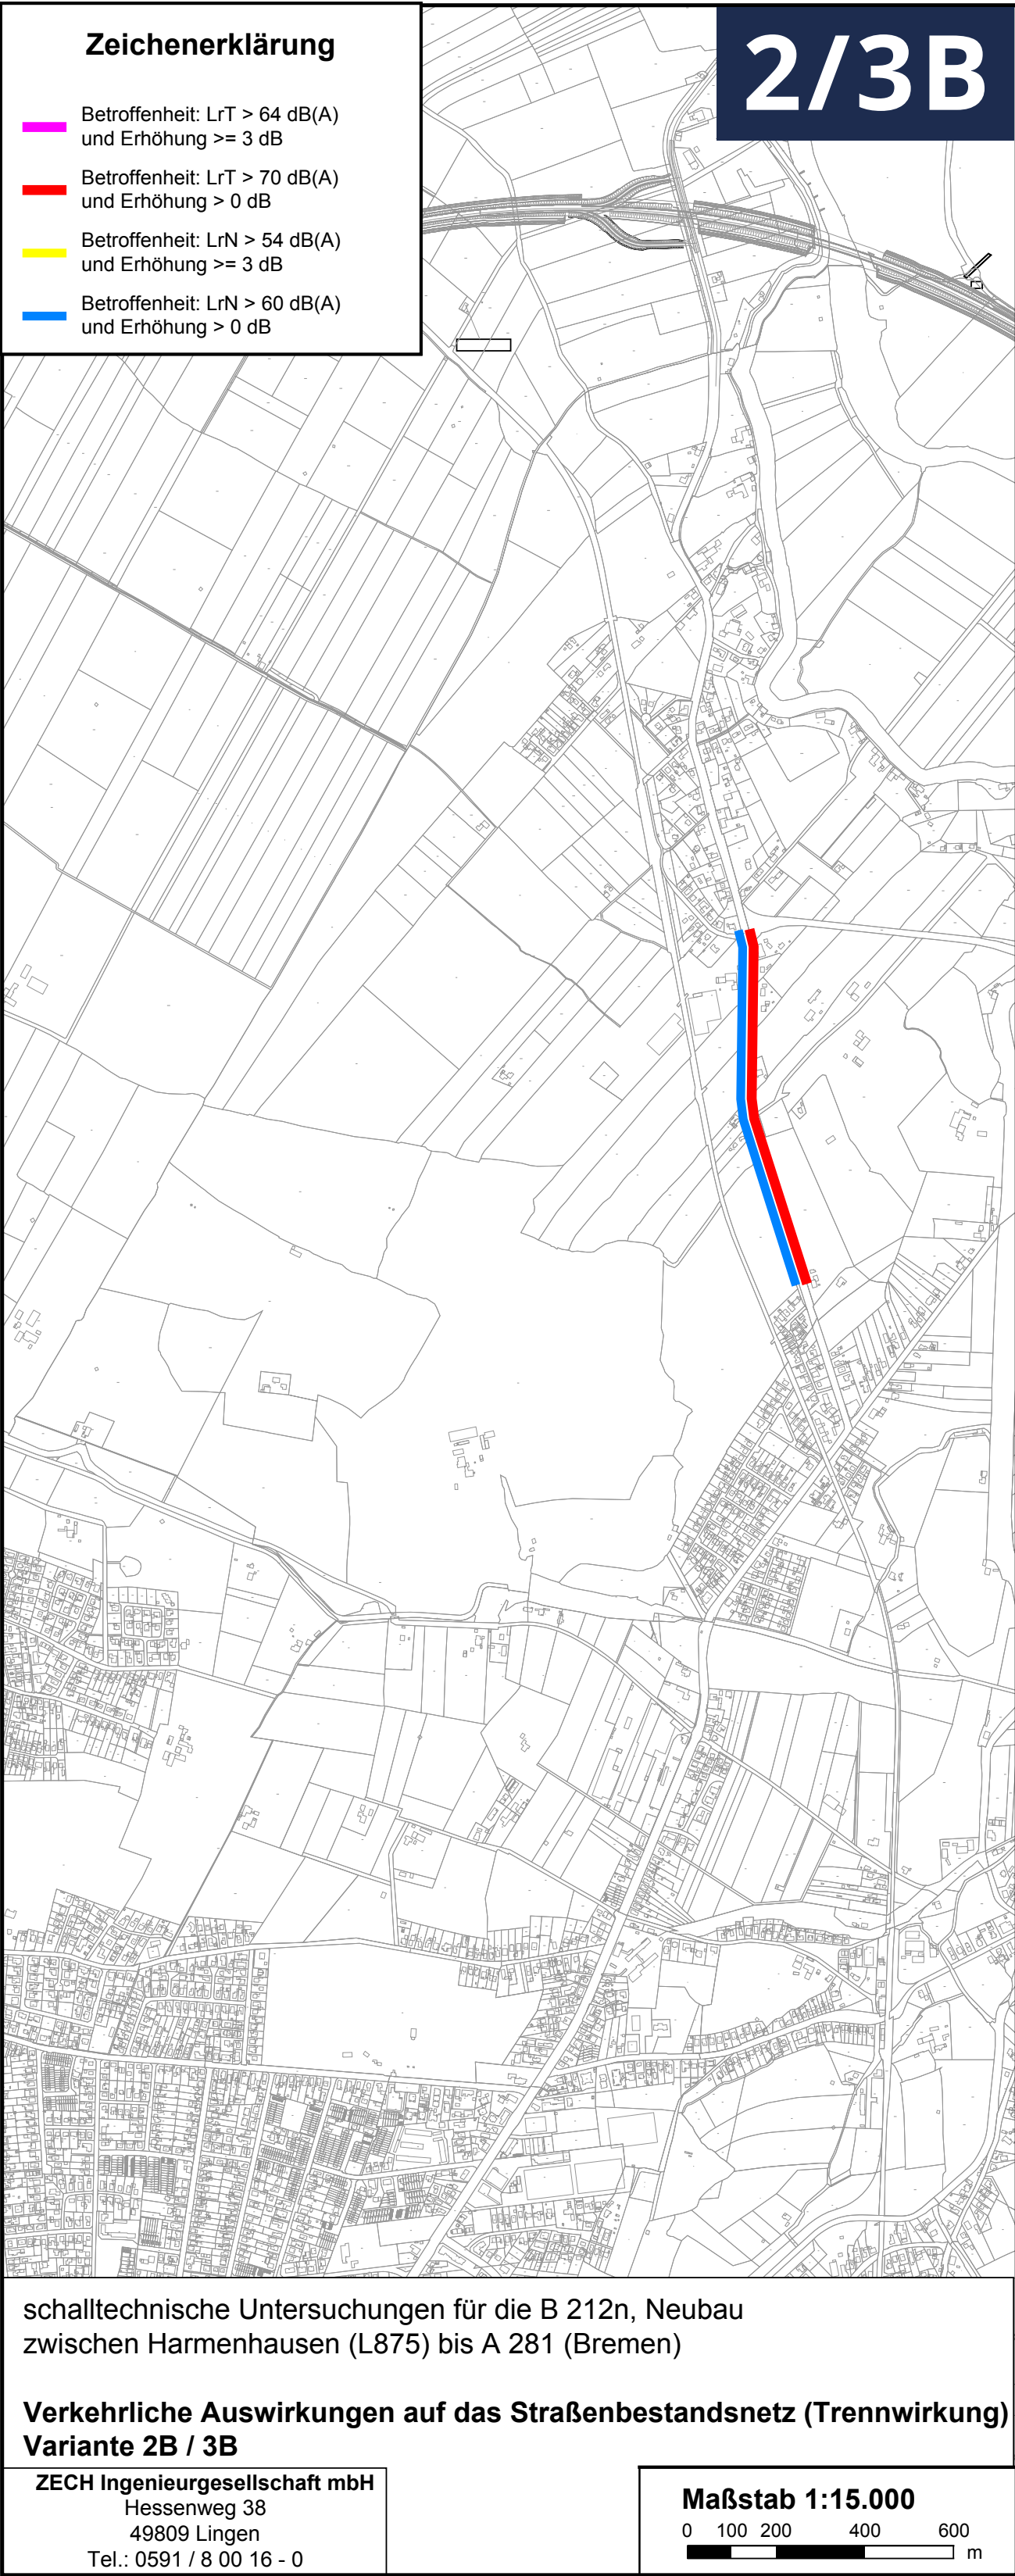 Zeichenerklärung
2/3B
Betroffenheit: LrT > 64 dB(A)
und Erhöhung >= 3 dB
Betroffenheit: LrT > 70 dB(A)
und Erhöhung > 0 dB
Betroffenheit: LrN > 54 dB(A)
und Erhöhung >= 3 dB
Betroffenheit: LrN > 60 dB(A)
und Erhöhung > 0 dB
schalltechnische Untersuchungen für die B 212n, Neubau
zwischen Harmenhausen (L875) bis A 281 (Bremen)
Verkehrliche Auswirkungen auf das Straßenbestandsnetz (Trennwirkung)
Variante 2B / 3B
ZECH Ingenieurgesellschaft mbH
Hessenweg 38
49809 Lingen
Tel.: 0591 / 8 00 16 - 0
Maßstab 1:15.000
0 100 200 400 600
m